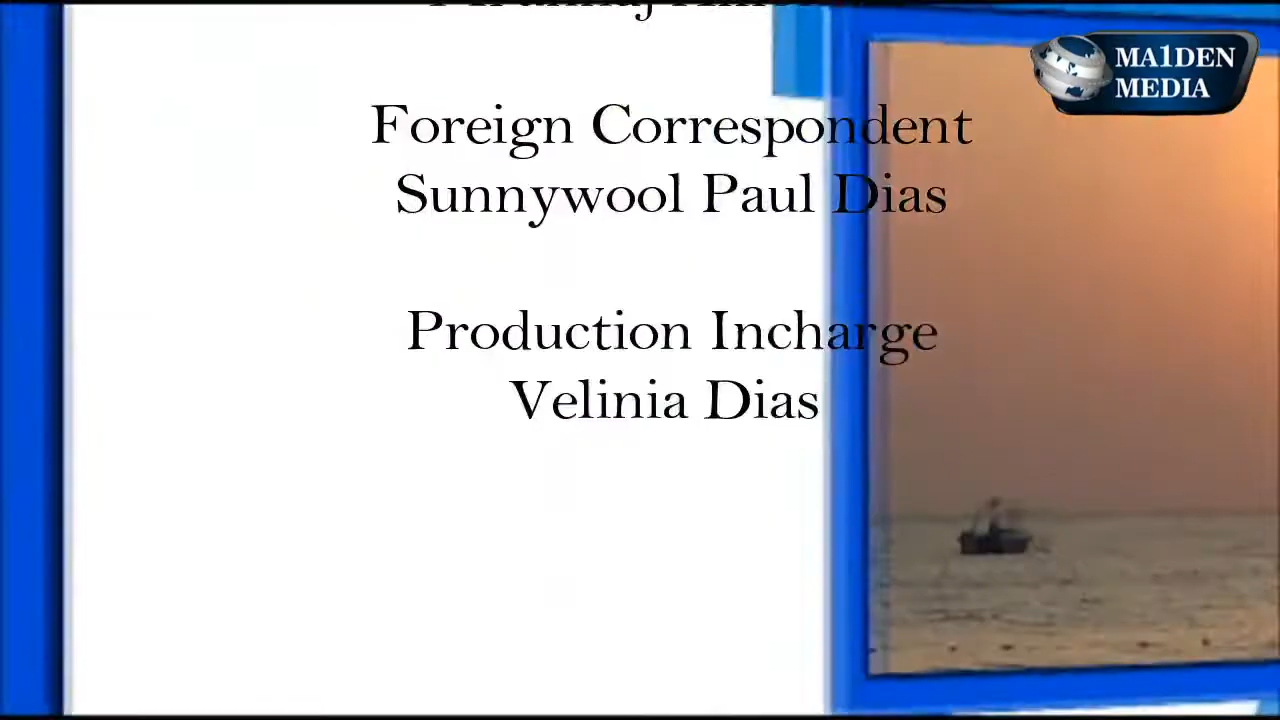 MA1DEN
MEDIA
Foreign Correspondent
Sunnywool Paul Dias
Production Incharge
Velinia Dias